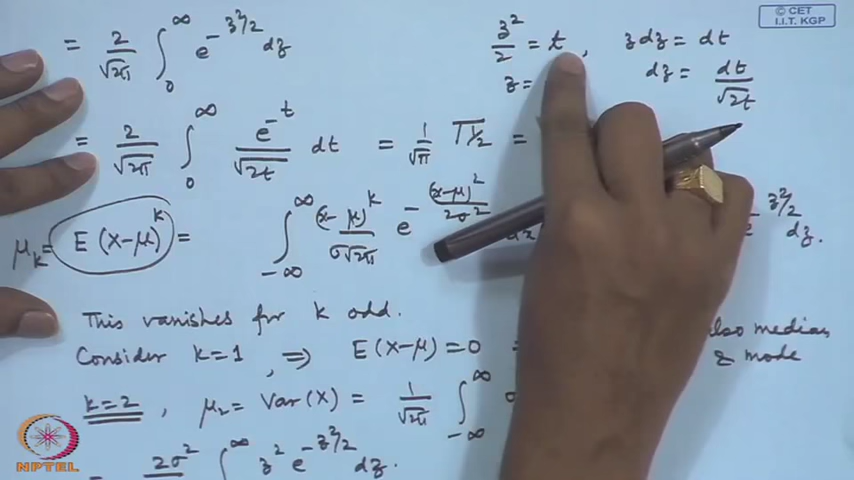 © CET
I.I.T. KGP
= 2/√2π ∫₀^∞ e^{-z²/2} dz
z²/2 = t, z dz = dt
z = dz = dt/√2t
= 2/√2π ∫₀^∞ e^{-t}/√2t dt = 1/√π Γ1/2 =
μ_k = E(X-μ)^k = ∫_{-∞}^{∞} (x-μ)^k/σ√2π e^{-(x-μ)²/2σ²} dx z²/2 dz.
This vanishes for k odd.
Consider k=1, ⇒ E(X-μ)=0 also median
& mode
k=2, μ₂ = Var(X) = 1/√2π ∫_{-∞}^{∞}
= 2σ² ∫^∞ z² e^{-z²/2} dz.
NPTEL